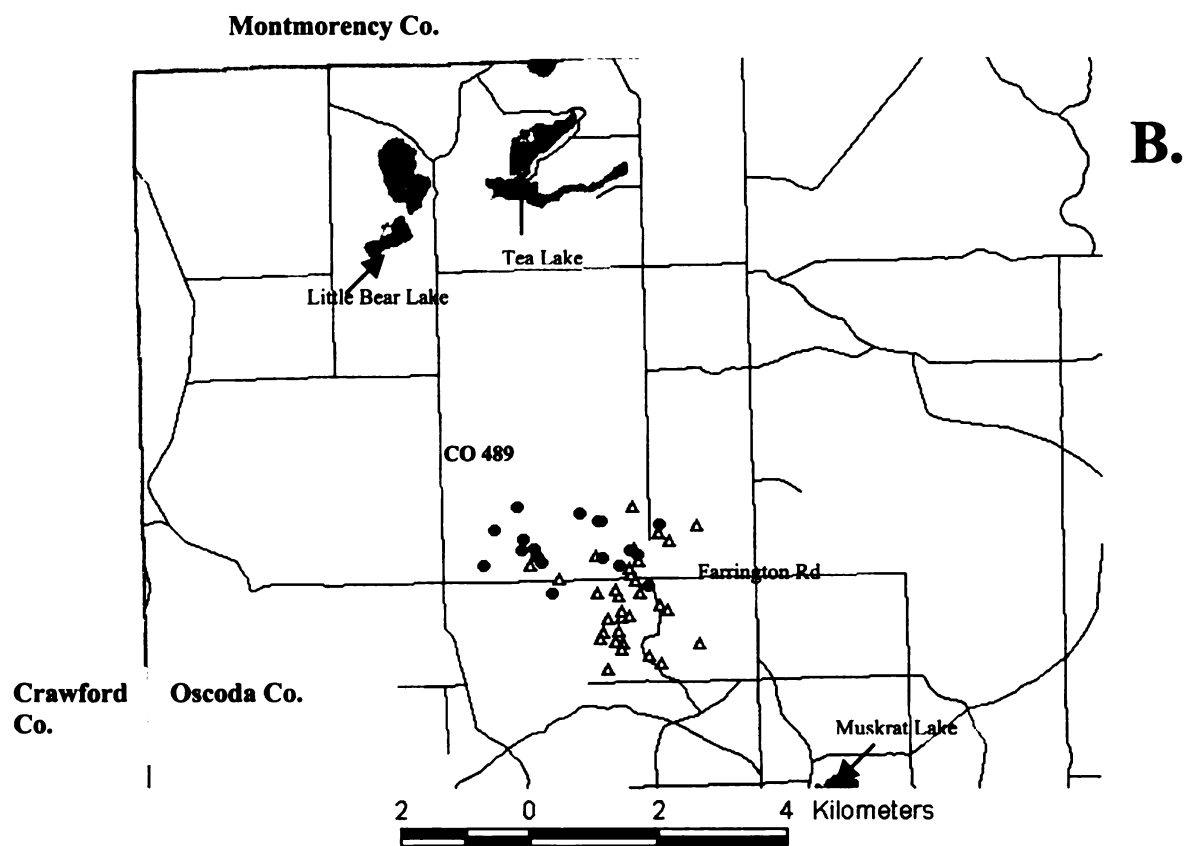 Montmorency Co.
B.
Tea Lake
Little Bear Lake
CO 489
Farrington Rd
Crawford
Co.
Oscoda Co.
Muskrat Lake
2 0 2 4 Kilometers